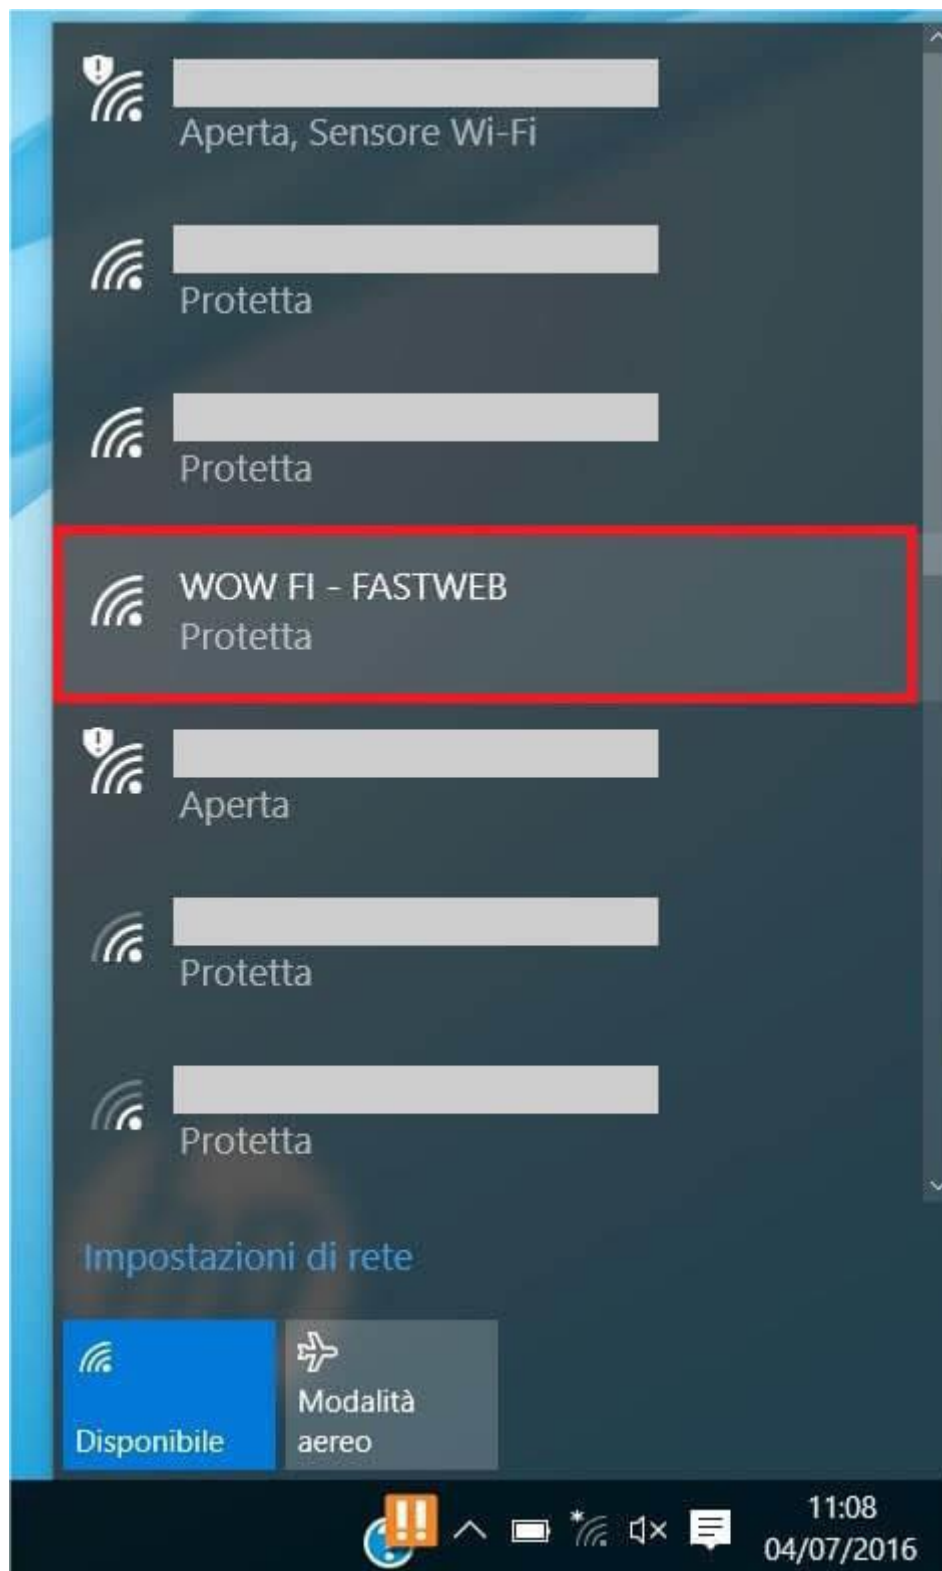 Aperta, Sensore Wi-Fi
Protetta
Protetta
WOW FI - FASTWEB
Protetta
Aperta
Protetta
Protetta
Impostazioni di rete
Disponibile
Modalità
aereo
11:08
04/07/2016